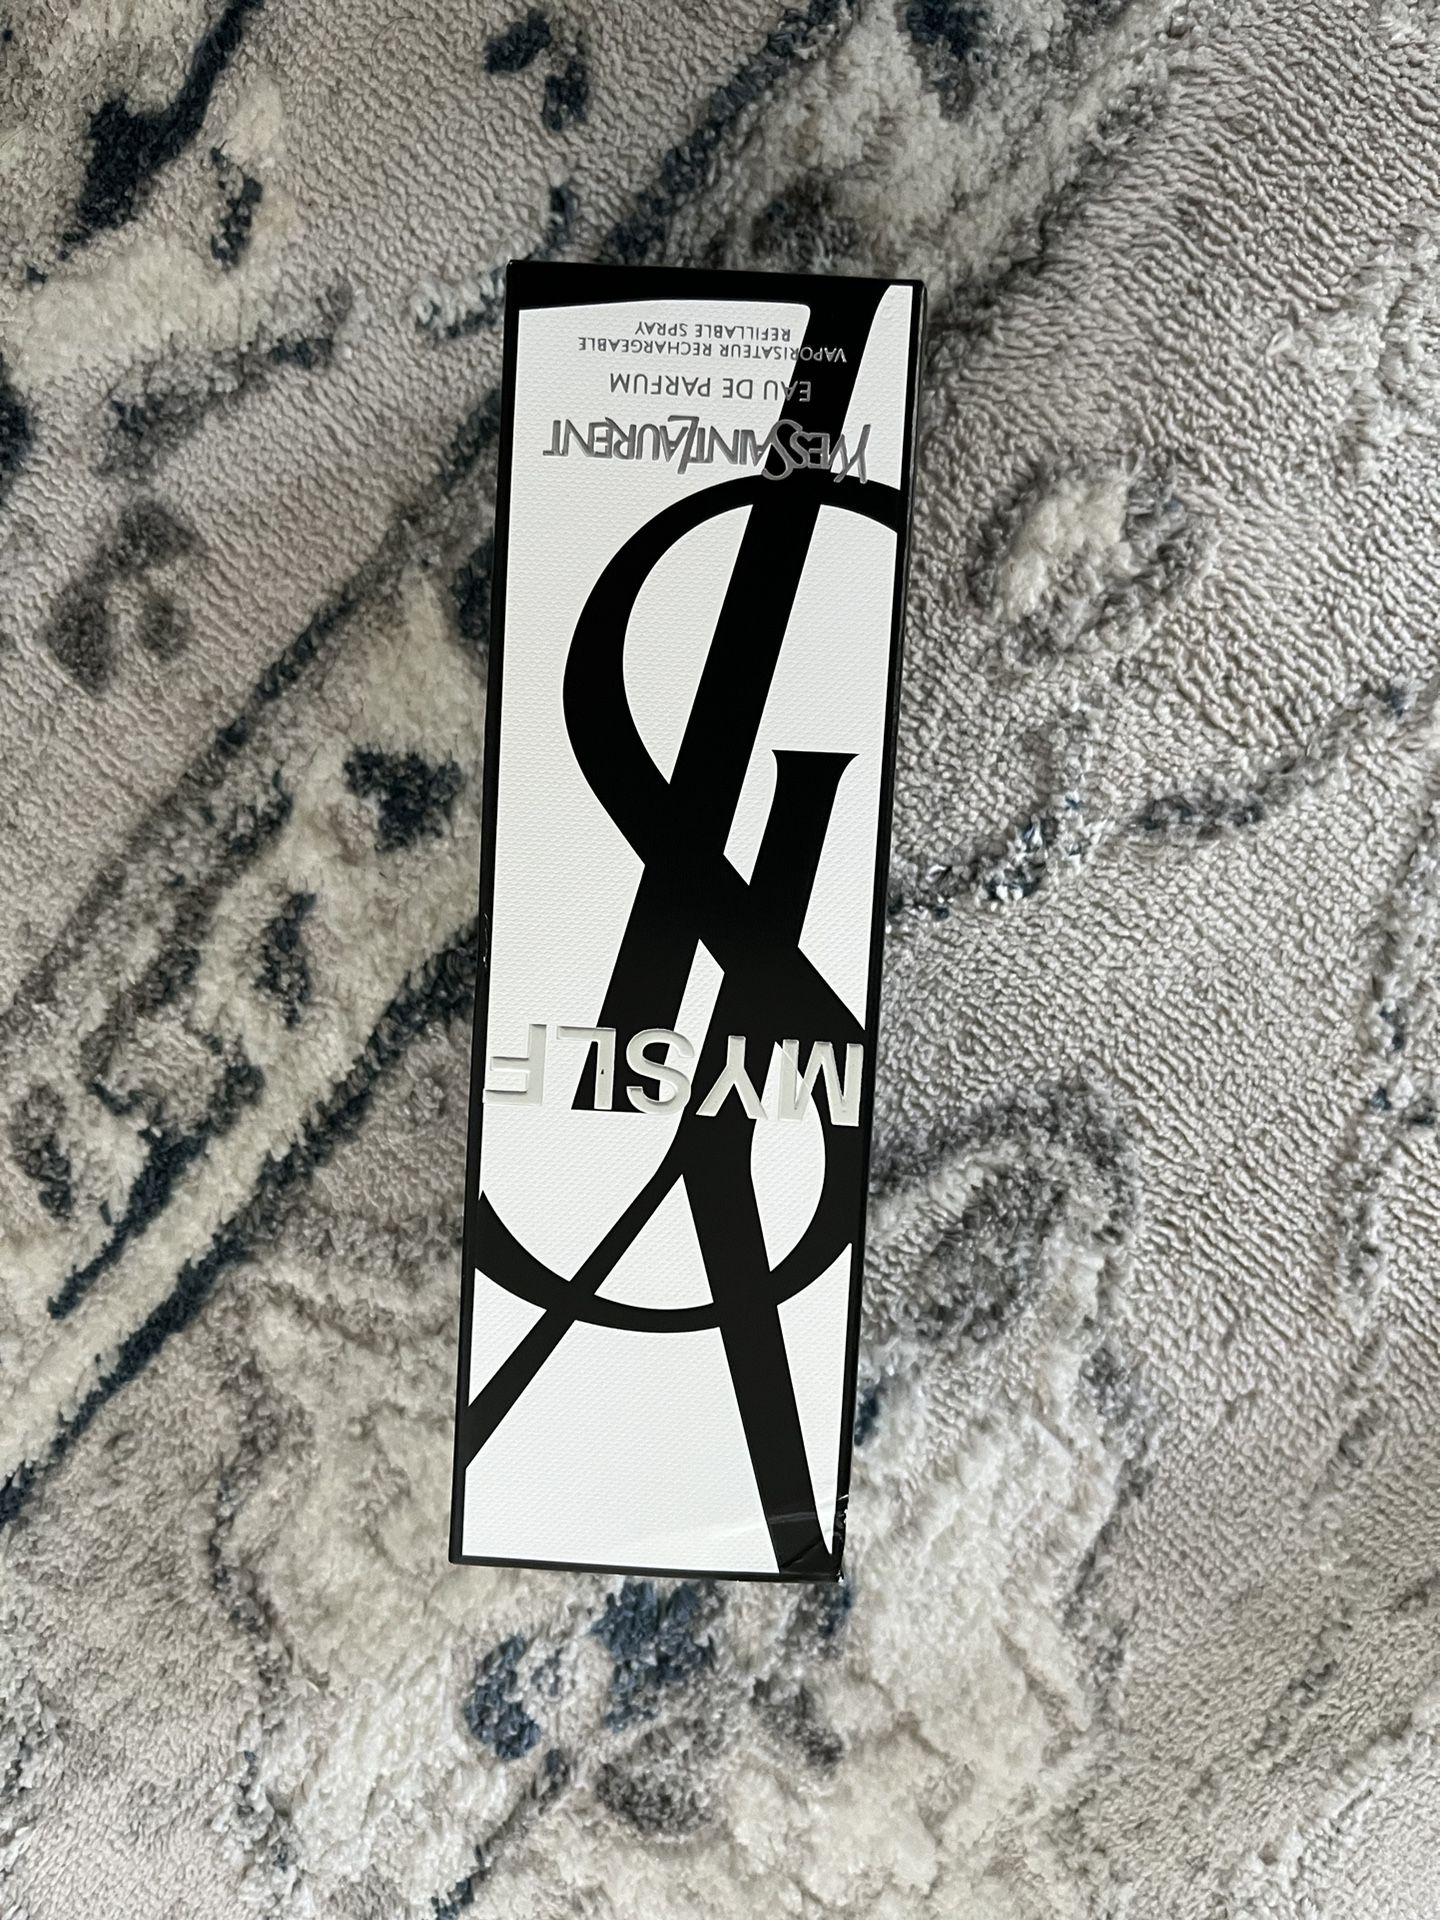 MYSLF
YVESSAINTLAURENT
EAU DE PARFUM
VAPORISATEUR RECHARGEABLE
REFILLABLE SPRAY